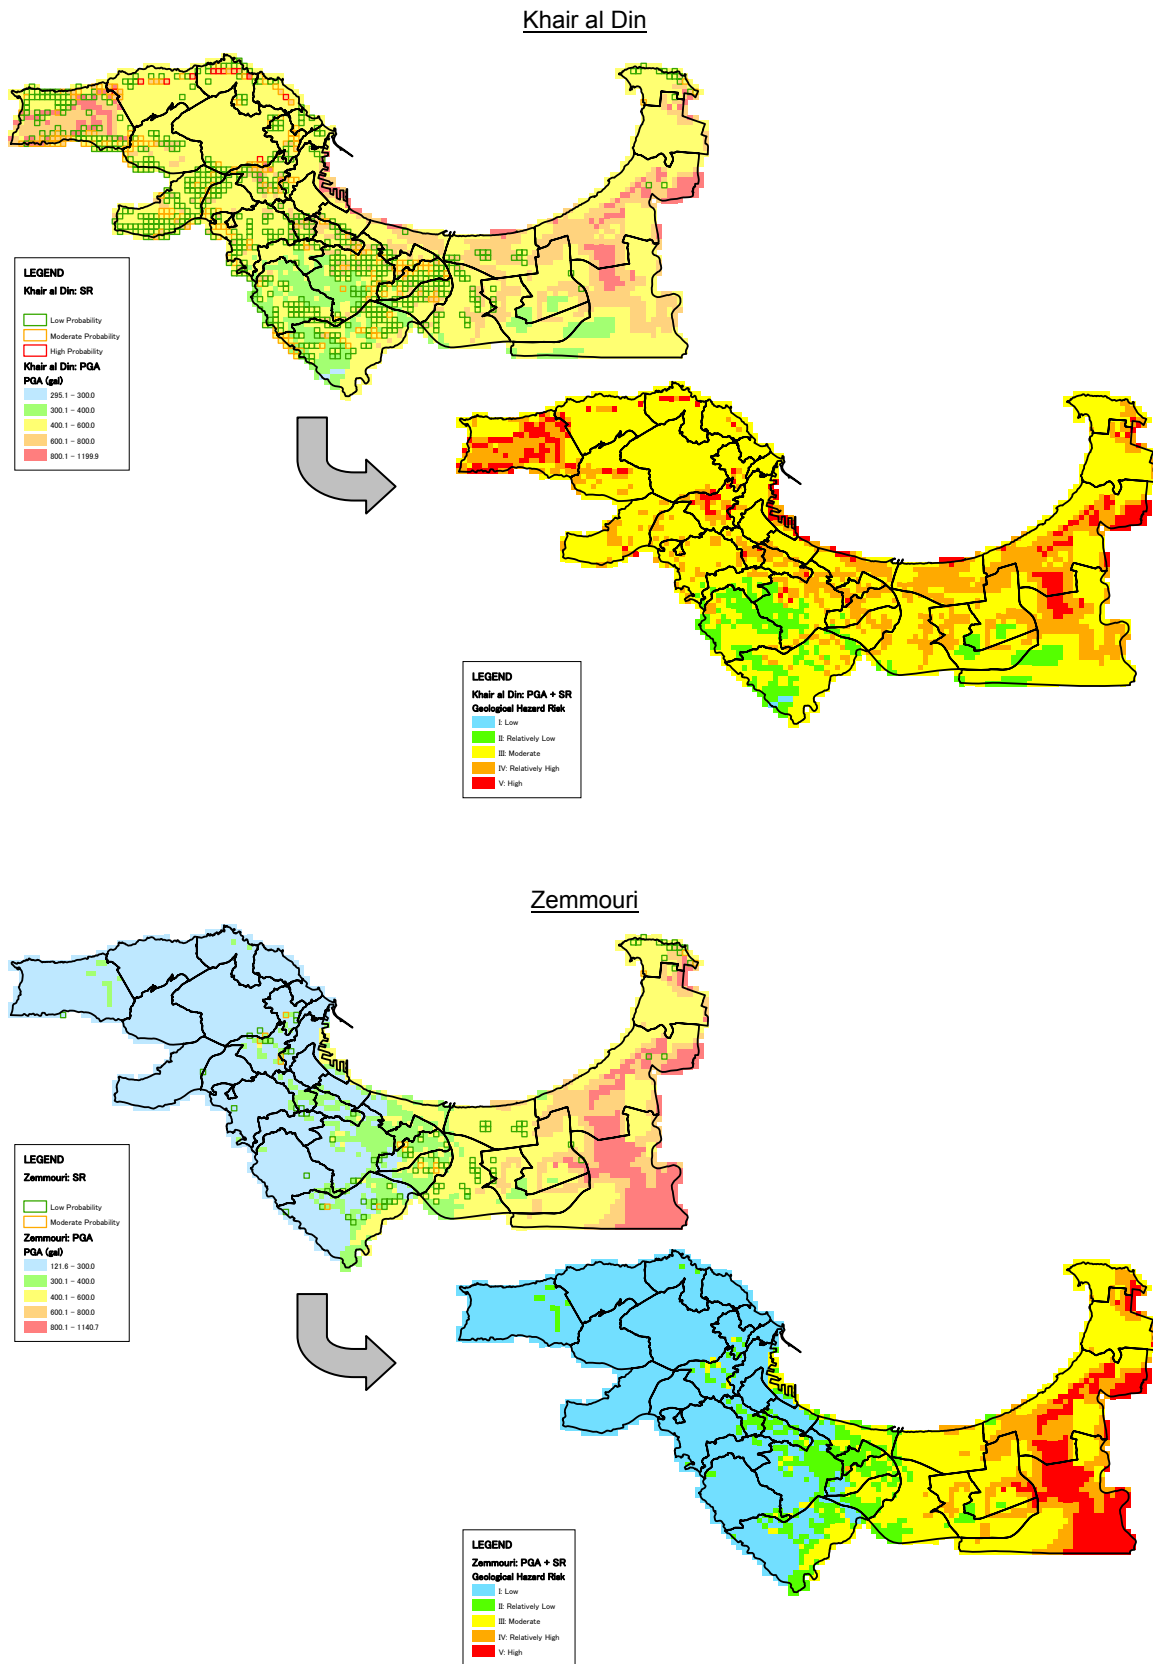 Khair al Din
LEGEND
Khair al Din: SR
Low Probability
Moderate Probability
High Probability
Khair al Din: PGA
PGA (gal)
295.1 - 300.0
300.1 - 400.0
400.1 - 600.0
600.1 - 800.0
800.1 - 1199.9
LEGEND
Khair al Din: PGA + SR
Geological Hazard Risk
I: Low
II: Relatively Low
III: Moderate
IV: Relatively High
V: High
Zemmouri
LEGEND
Zemmouri: SR
Low Probability
Moderate Probability
Zemmouri: PGA
PGA (gal)
121.6 - 300.0
300.1 - 400.0
400.1 - 600.0
600.1 - 800.0
800.1 - 1140.7
LEGEND
Zemmouri: PGA + SR
Geological Hazard Risk
I: Low
II: Relatively Low
III: Moderate
IV: Relatively High
V: High